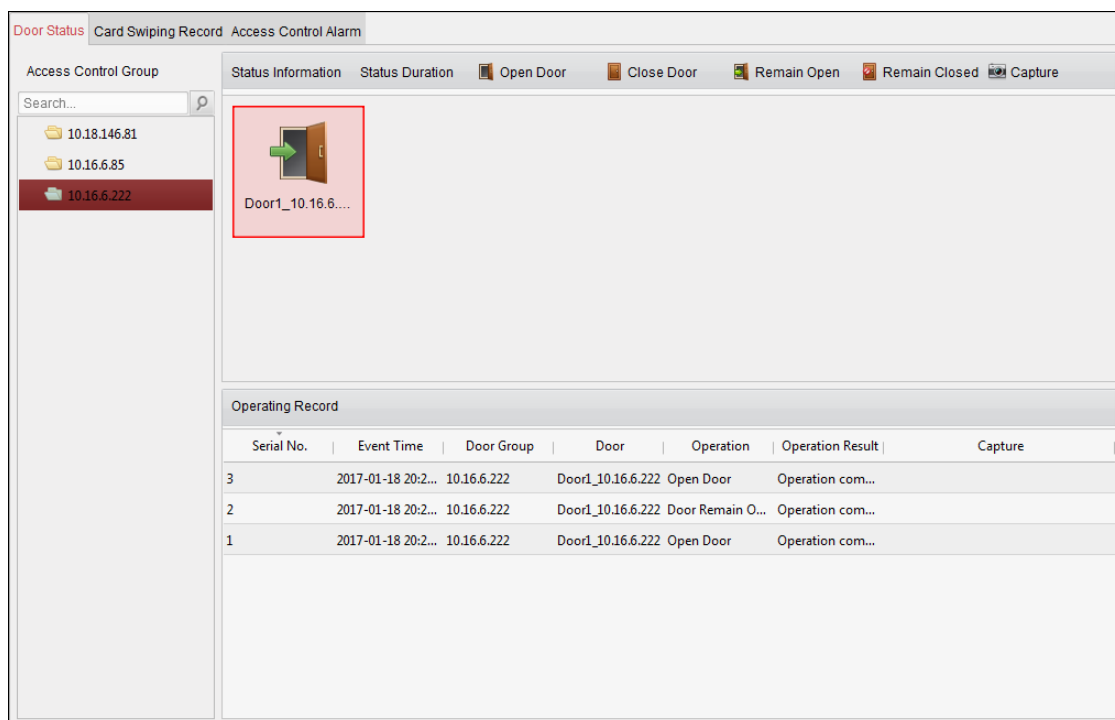 Door Status Card Swiping Record Access Control Alarm
Access Control Group
Search...
10.18.146.81
10.16.6.85
10.16.6.222
Status Information Status Duration Open Door Close Door Remain Open Remain Closed Capture
Door1_10.16.6....
Operating Record
Serial No. Event Time Door Group Door Operation Operation Result Capture
3 2017-01-18 20:2... 10.16.6.222 Door1_10.16.6.222 Open Door Operation com...
2 2017-01-18 20:2... 10.16.6.222 Door1_10.16.6.222 Door Remain O... Operation com...
1 2017-01-18 20:2... 10.16.6.222 Door1_10.16.6.222 Open Door Operation com...